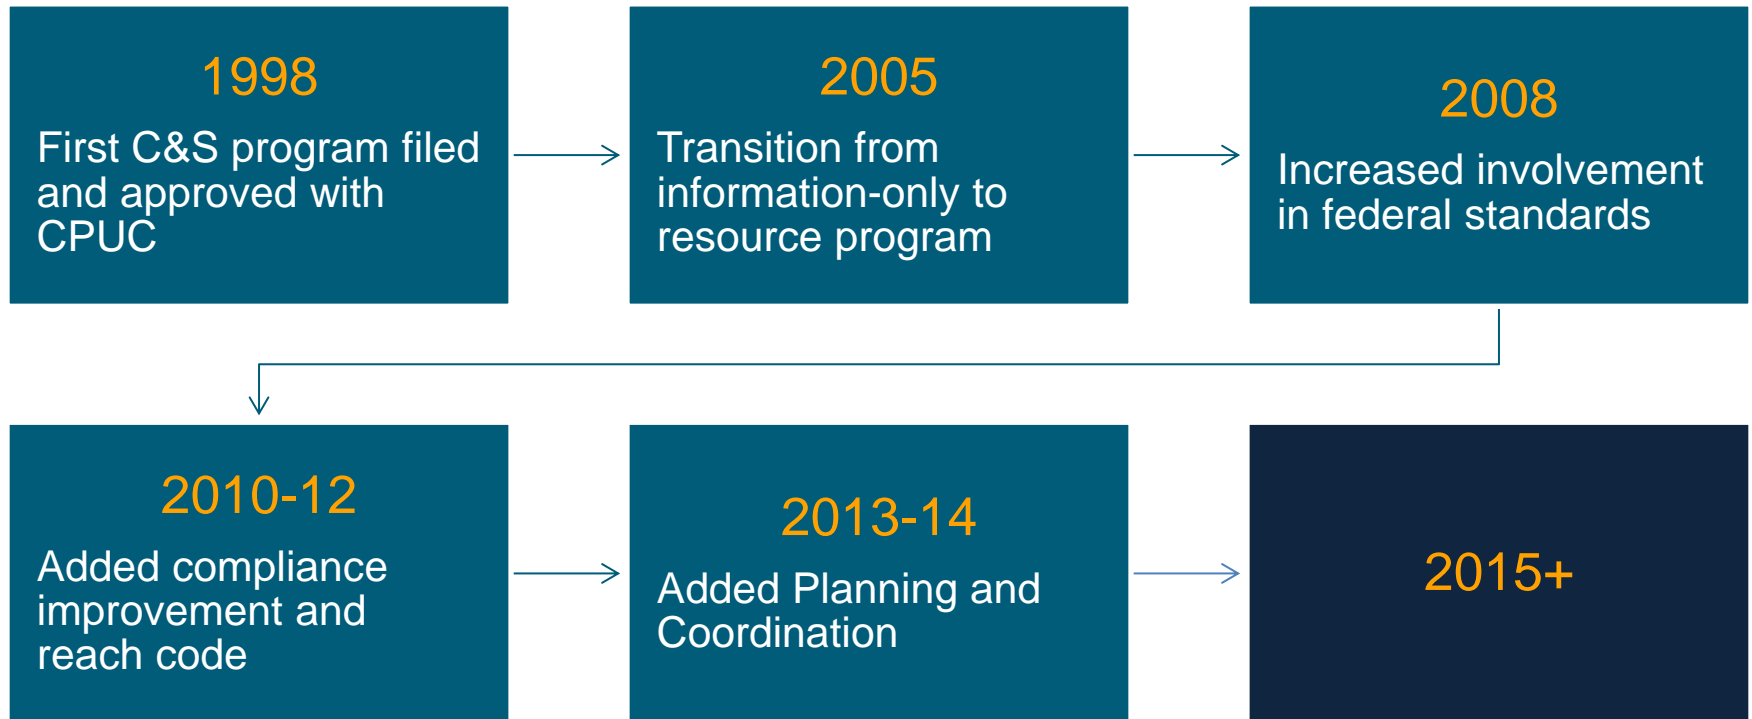 1998
First C&S program filed
and approved with
CPUC
2005
Transition from
information-only to
resource program
2008
Increased involvement
in federal standards
2010-12
Added compliance
improvement and
reach code
2013-14
Added Planning and
Coordination
2015+